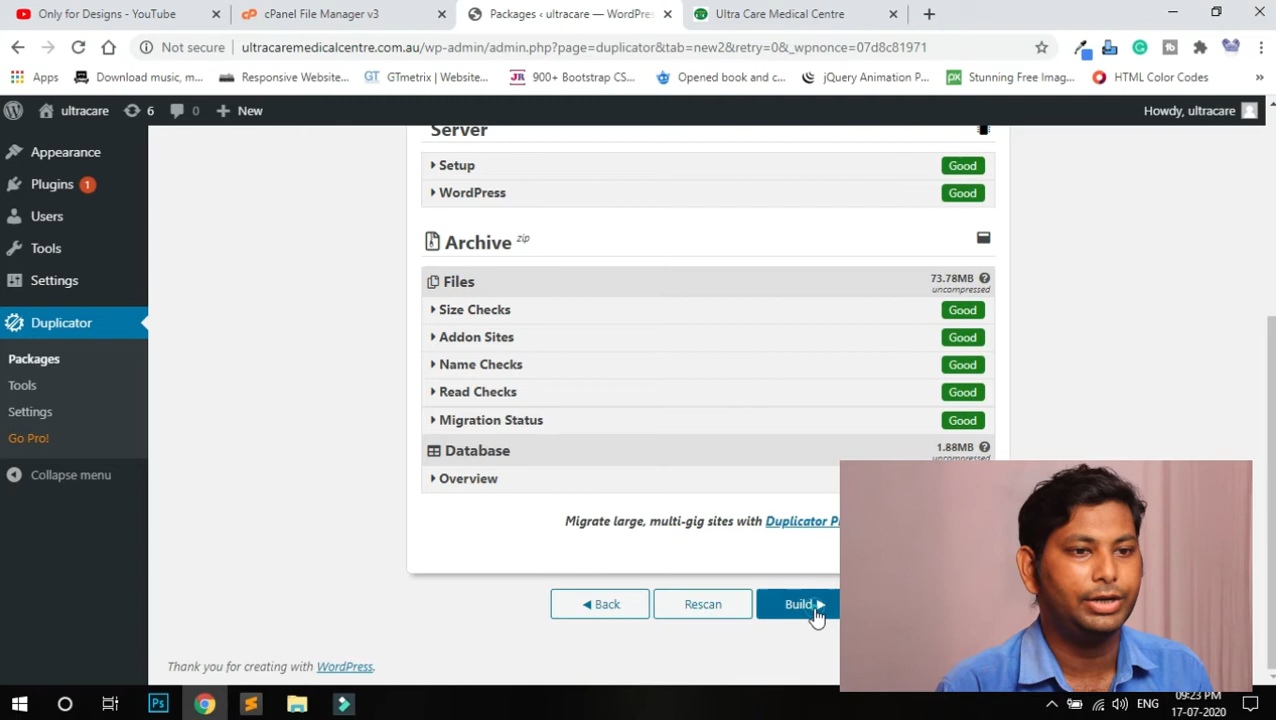 Only for Designs - YouTube
cPanel File Manager v3
Packages ‹ ultracare — WordPres
Ultra Care Medical Centre
Not secure
ultracaremedicalcentre.com.au/wp-admin/admin.php?page=duplicator&tab=new2&retry=0&_wpnonce=07d8c81971
Apps
Download music, m...
Responsive Website...
GT GTmetrix | Website...
JR 900+ Bootstrap CS...
Opened book and c...
jQuery Animation P...
px Stunning Free Imag...
HTML Color Codes
»
ultracare
6
0
New
Howdy, ultracare
Appearance
Plugins 1
Users
Tools
Settings
Duplicator
Packages
Tools
Settings
Go Pro!
Collapse menu
Server
Setup Good
WordPress Good
Archive zip
Files 73.78MB
uncompressed
Size Checks Good
Addon Sites Good
Name Checks Good
Read Checks Good
Migration Status Good
Database 1.88MB
uncompressed
Overview
Migrate large, multi-gig sites with Duplicator
Back
Rescan
Build
Thank you for creating with WordPress.
Ps
ENG
09:23 PM
17-07-2020